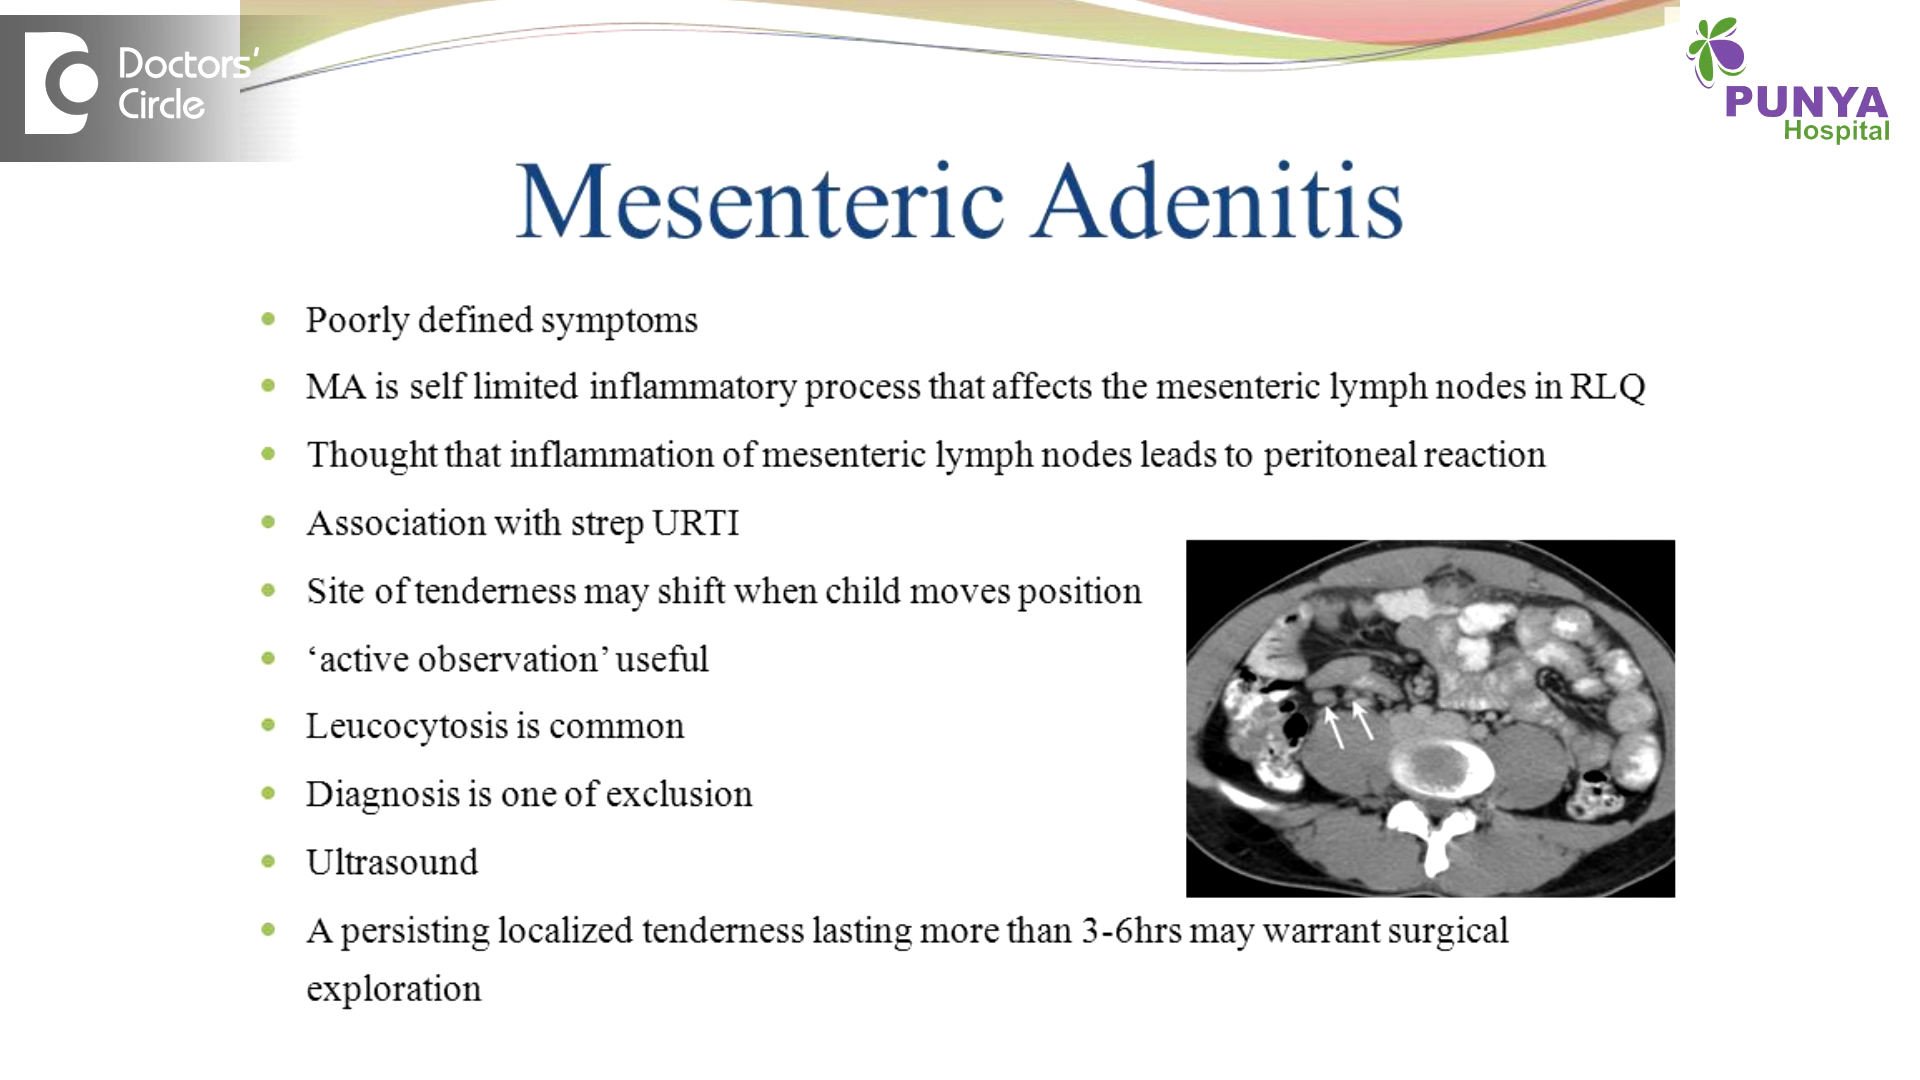 Doctors'
Circle
PUNYA
Hospital
Mesenteric Adenitis
• Poorly defined symptoms
• MA is self limited inflammatory process that affects the mesenteric lymph nodes in RLQ
• Thought that inflammation of mesenteric lymph nodes leads to peritoneal reaction
• Association with strep URTI
• Site of tenderness may shift when child moves position
• ‘active observation’ useful
• Leucocytosis is common
• Diagnosis is one of exclusion
• Ultrasound
• A persisting localized tenderness lasting more than 3-6hrs may warrant surgical
exploration